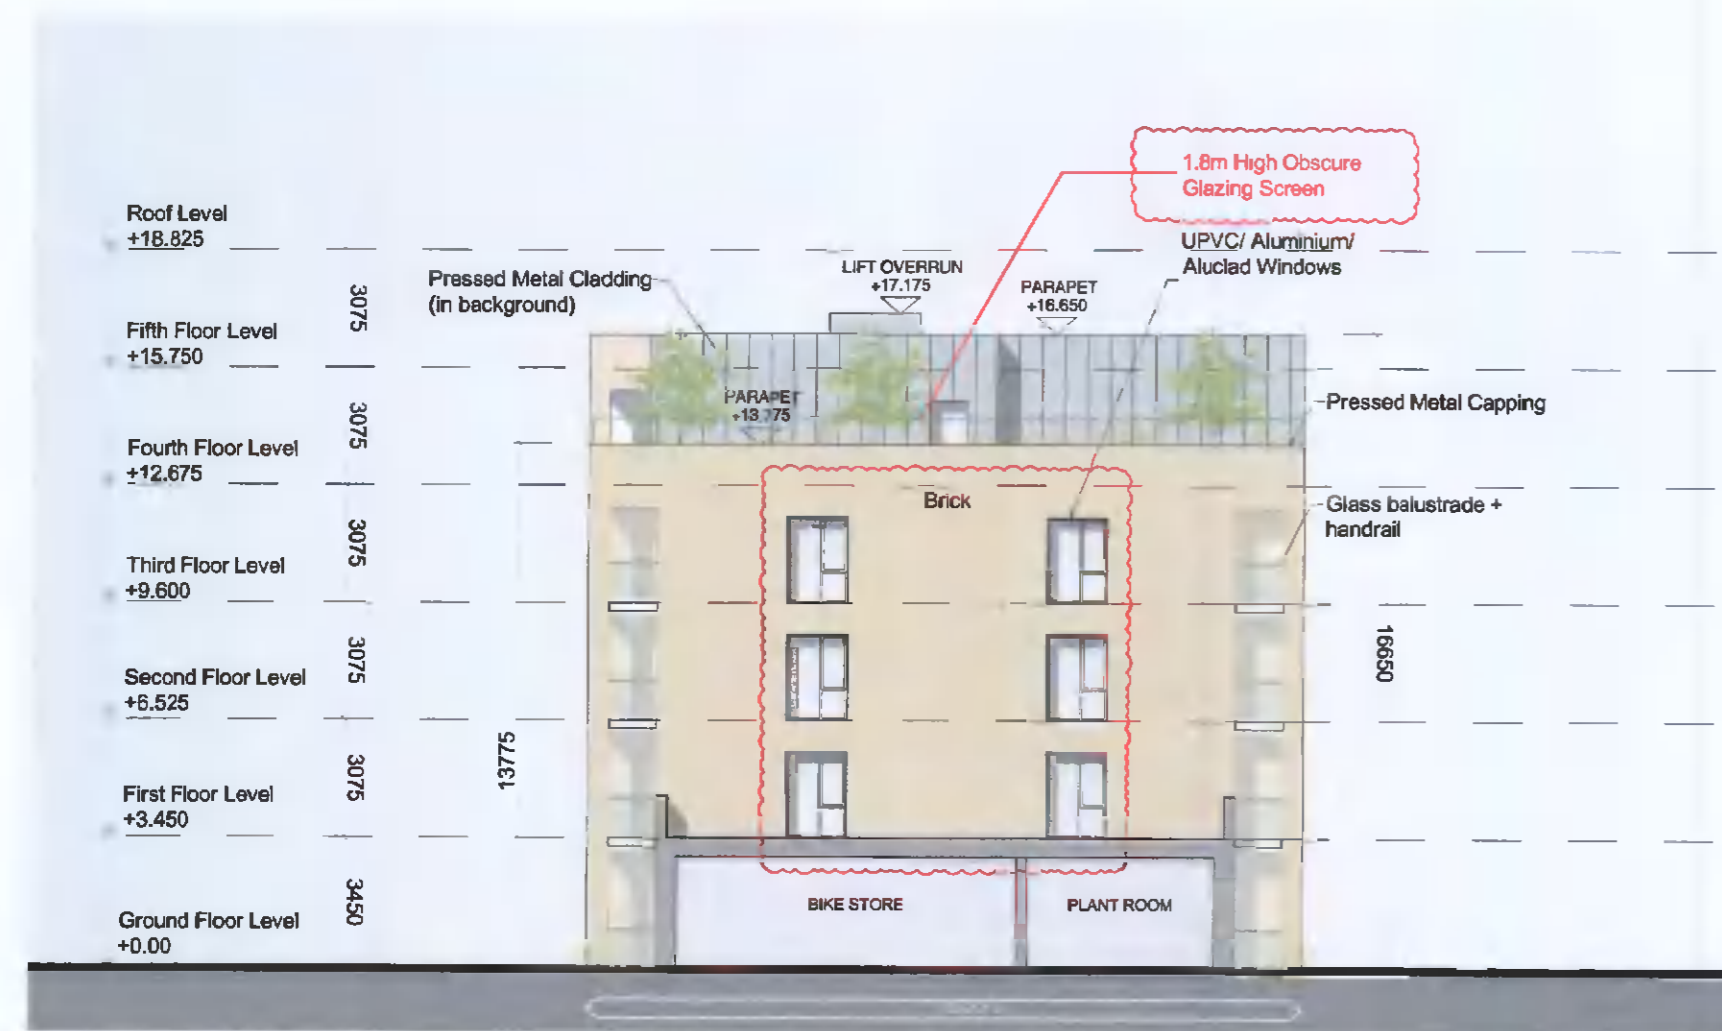 1.8m High Obscure
Glazing Screen
Roof Level
+18.825
UPVC/ Aluminium/
Aluclad Windows
LIFT OVERRUN
+17.175
Pressed Metal Cladding
(in background)
PARAPET
+16.650
3075
Fifth Floor Level
+15.750
PARAPET
+13.775
Pressed Metal Capping
3075
Fourth Floor Level
+12.675
Brick
Glass balustrade +
handrail
3075
Third Floor Level
+9.600
3075
16650
Second Floor Level
+6.525
13775
3075
First Floor Level
+3.450
3450
BIKE STORE
PLANT ROOM
Ground Floor Level
+0.00